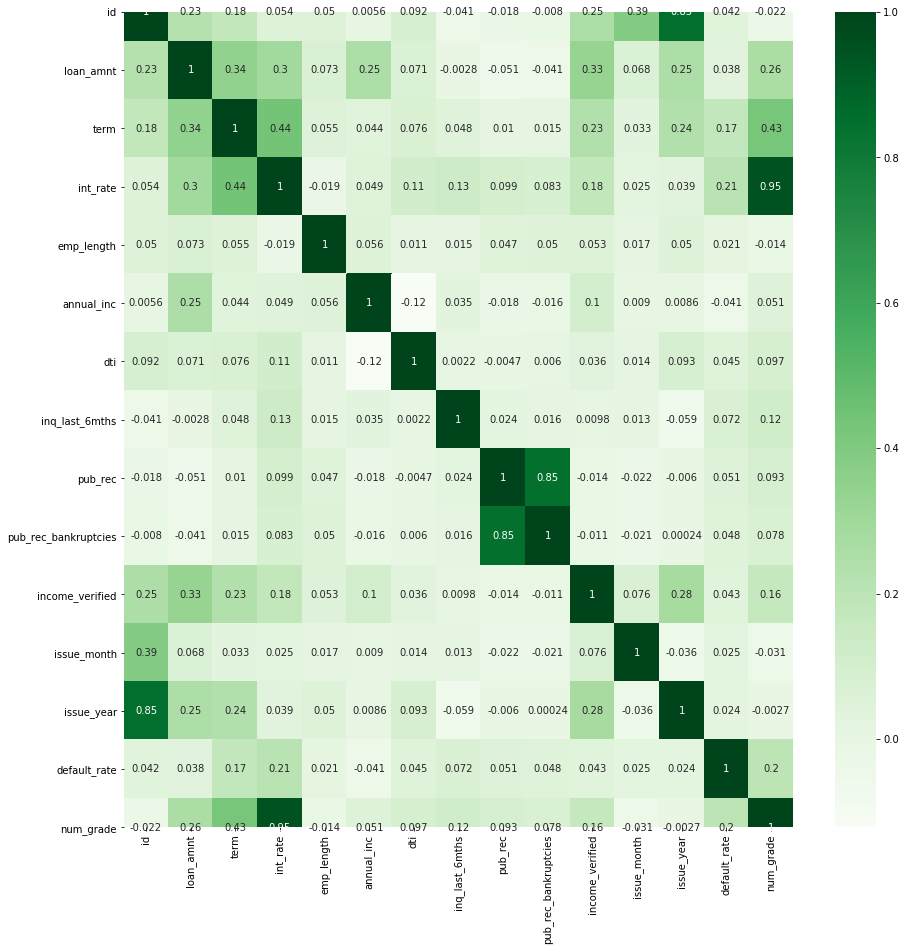 id 1 0.23 0.18 0.054 0.05 0.0056 0.092 -0.041 -0.018 -0.008 0.25 0.39 0.85 0.042 -0.022
loan_amnt 0.23 1 0.34 0.3 0.073 0.25 0.071 -0.0028 -0.051 -0.041 0.33 0.068 0.25 0.038 0.26
term 0.18 0.34 1 0.44 0.055 0.044 0.076 0.048 0.01 0.015 0.23 0.033 0.24 0.17 0.43
int_rate 0.054 0.3 0.44 1 -0.019 0.049 0.11 0.13 0.099 0.083 0.18 0.025 0.039 0.21 0.95
emp_length 0.05 0.073 0.055 -0.019 1 0.056 0.011 0.015 0.047 0.05 0.053 0.017 0.05 0.021 -0.014
annual_inc 0.0056 0.25 0.044 0.049 0.056 1 -0.12 0.035 -0.018 -0.016 0.1 0.009 0.0086 -0.041 0.051
dti 0.092 0.071 0.076 0.11 0.011 -0.12 1 0.0022 -0.0047 0.006 0.036 0.014 0.093 0.045 0.097
inq_last_6mths -0.041 -0.0028 0.048 0.13 0.015 0.035 0.0022 1 0.024 0.016 0.0098 0.013 -0.059 0.072 0.12
pub_rec -0.018 -0.051 0.01 0.099 0.047 -0.018 -0.0047 0.024 1 0.85 -0.014 -0.022 -0.006 0.051 0.093
pub_rec_bankruptcies -0.008 -0.041 0.015 0.083 0.05 -0.016 0.006 0.016 0.85 1 -0.011 -0.021 0.00024 0.048 0.078
income_verified 0.25 0.33 0.23 0.18 0.053 0.1 0.036 0.0098 -0.014 -0.011 1 0.076 0.28 0.043 0.16
issue_month 0.39 0.068 0.033 0.025 0.017 0.009 0.014 0.013 -0.022 -0.021 0.076 1 -0.036 0.025 -0.031
issue_year 0.85 0.25 0.24 0.039 0.05 0.0086 0.093 -0.059 -0.006 0.00024 0.28 -0.036 1 0.024 -0.0027
default_rate 0.042 0.038 0.17 0.21 0.021 -0.041 0.045 0.072 0.051 0.048 0.043 0.025 0.024 1 0.2
num_grade -0.022 0.26 0.43 0.95 -0.014 0.051 0.097 0.12 0.093 0.078 0.16 -0.031 -0.0027 0.2 1
id loan_amnt term int_rate emp_length annual_inc dti inq_last_6mths pub_rec pub_rec_bankruptcies income_verified issue_month issue_year default_rate num_grade
1.0
0.8
0.6
0.4
0.2
0.0